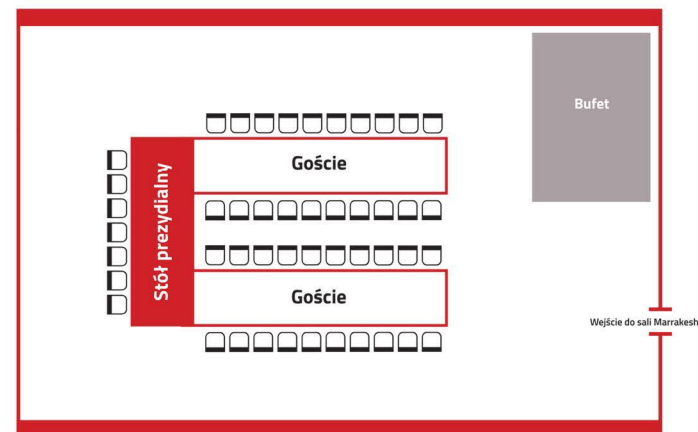 Bufet
Goście
Stół prezydialny
Goście
Wejście do sali Marrakesh